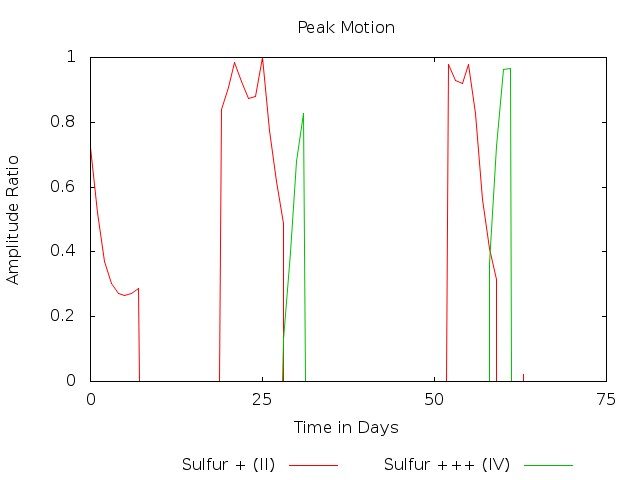 Peak Motion
1
0.8
0.6
0.4
0.2
0
Amplitude Ratio
0 25 50 75
Time in Days
Sulfur + (II) Sulfur +++ (IV)